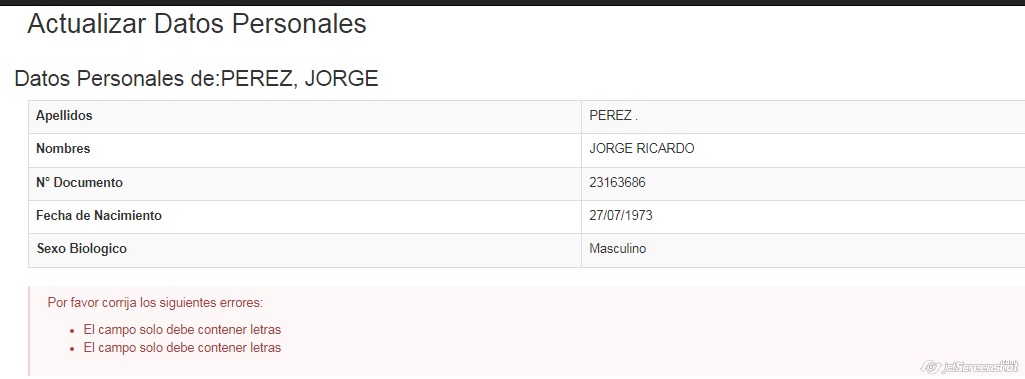 Actualizar Datos Personales
Datos Personales de:PEREZ, JORGE
Apellidos PEREZ .
Nombres JORGE RICARDO
N° Documento 23163686
Fecha de Nacimiento 27/07/1973
Sexo Biologico Masculino
Por favor corrija los siguientes errores:
• El campo solo debe contener letras
• El campo solo debe contener letras
jetScreenshot
.com